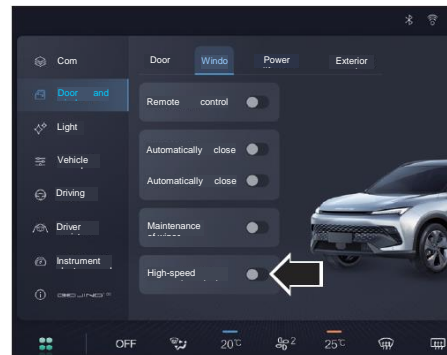 Com
Door and
Light
Vehicle
Driving
Driver
Instrument
Door
Windo
Power
Exterior
Remote control
Automatically close
Automatically close
Maintenance
High-speed
OFF
20℃
2
25℃